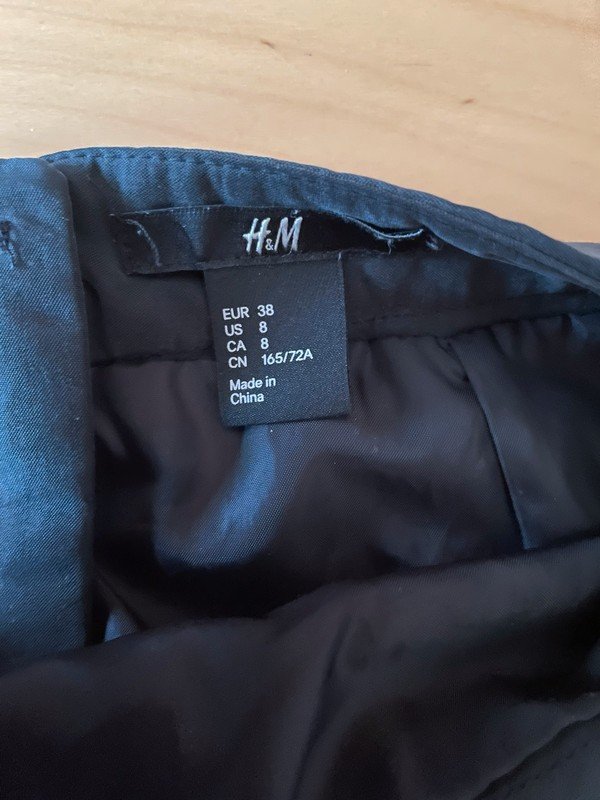 H&M
EUR 38
US 8
CA 8
CN 165/72A
Made in
China